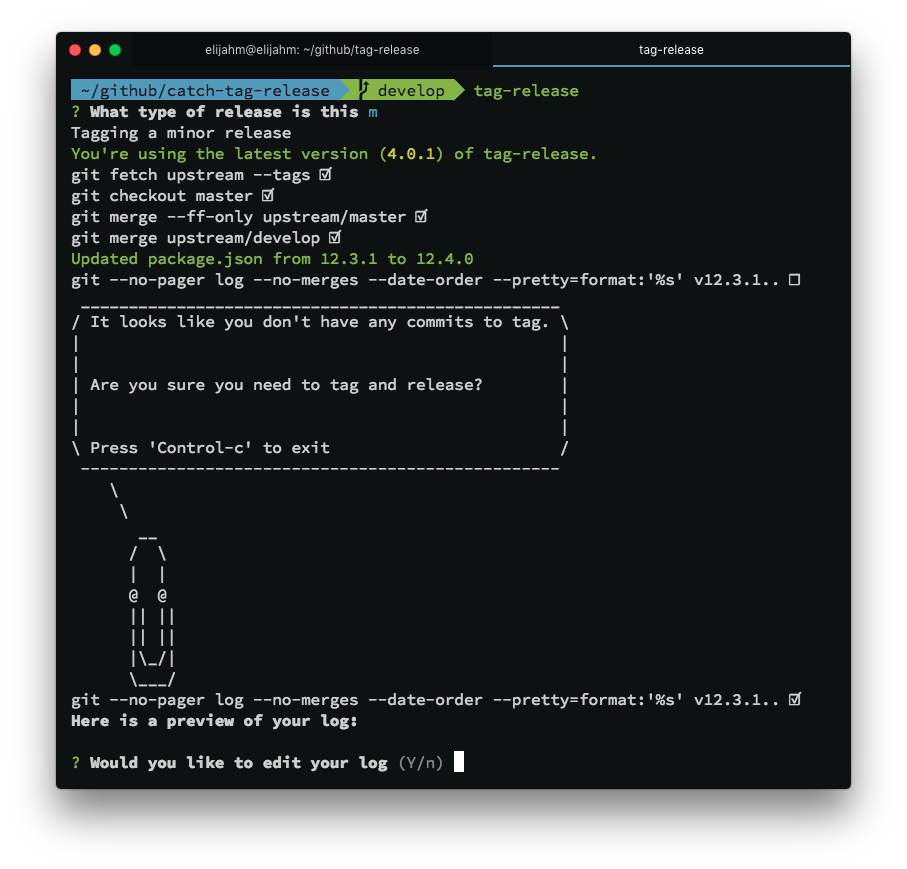 elijahm@elijahm: ~/github/tag-release
tag-release
~/github/catch-tag-release develop tag-release
? What type of release is this m
Tagging a minor release
You're using the latest version (4.0.1) of tag-release.
git fetch upstream --tags ☑
git checkout master ☑
git merge --ff-only upstream/master ☑
git merge upstream/develop ☑
Updated package.json from 12.3.1 to 12.4.0
git --no-pager log --no-merges --date-order --pretty=format:'%s' v12.3.1.. ☐
 __________________________________________________
/ It looks like you don't have any commits to tag. \
|                                                  |
|                                                  |
| Are you sure you need to tag and release?        |
|                                                  |
|                                                  |
\ Press 'Control-c' to exit                        /
 --------------------------------------------------
    \
     \
       __
      /  \
      |  |
      @  @
      || ||
      || ||
      |\_/|
      \___/
git --no-pager log --no-merges --date-order --pretty=format:'%s' v12.3.1.. ☑
Here is a preview of your log:
? Would you like to edit your log (Y/n)